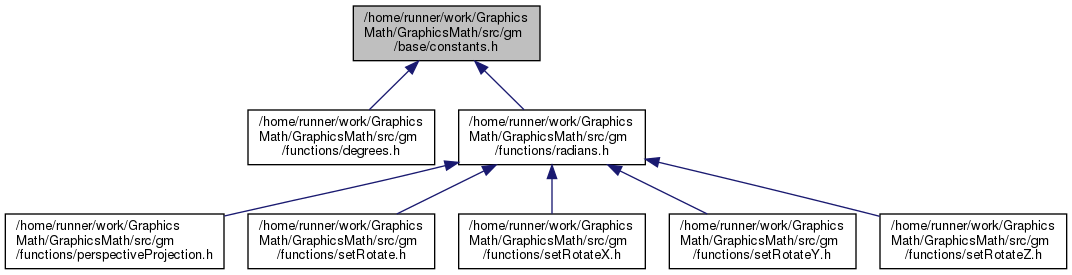 /home/runner/work/Graphics
Math/GraphicsMath/src/gm
/base/constants.h
/home/runner/work/Graphics
Math/GraphicsMath/src/gm
/functions/degrees.h
/home/runner/work/Graphics
Math/GraphicsMath/src/gm
/functions/radians.h
/home/runner/work/Graphics
Math/GraphicsMath/src/gm
/functions/perspectiveProjection.h
/home/runner/work/Graphics
Math/GraphicsMath/src/gm
/functions/setRotate.h
/home/runner/work/Graphics
Math/GraphicsMath/src/gm
/functions/setRotateX.h
/home/runner/work/Graphics
Math/GraphicsMath/src/gm
/functions/setRotateY.h
/home/runner/work/Graphics
Math/GraphicsMath/src/gm
/functions/setRotateZ.h